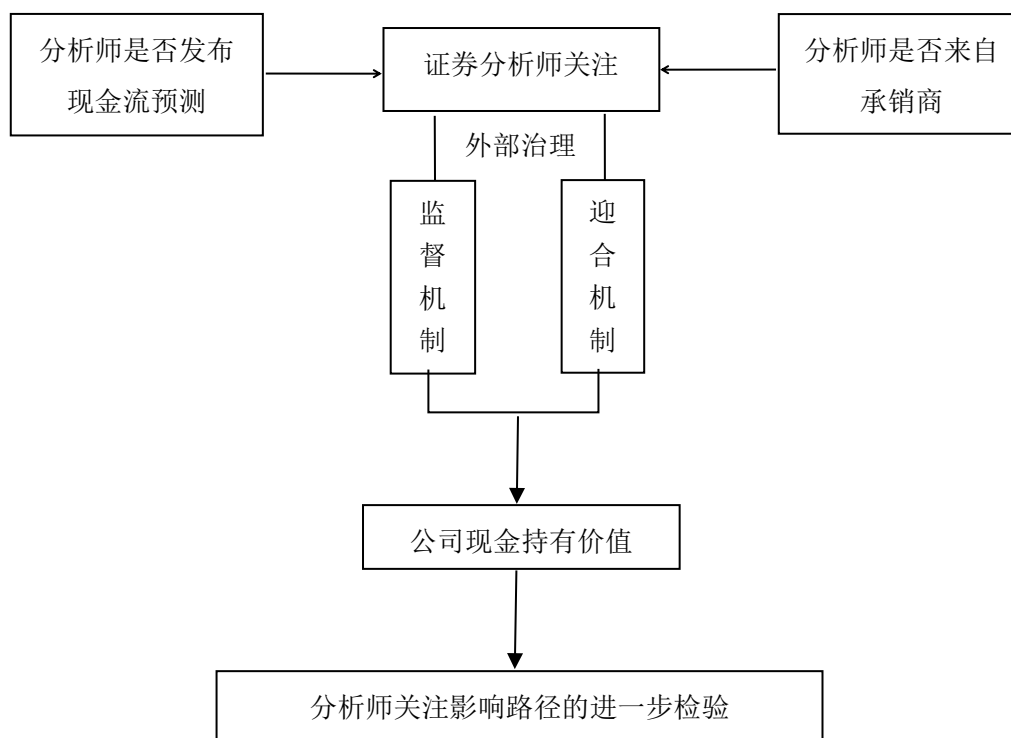 分析师是否发布
现金流预测
证券分析师关注
分析师是否来自
承销商
外部治理
监
督
机
制
迎
合
机
制
公司现金持有价值
分析师关注影响路径的进一步检验